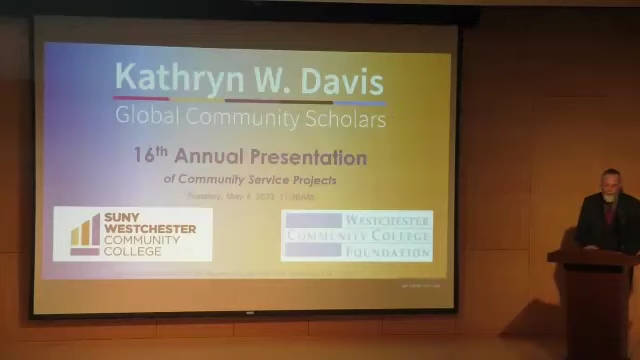 Kathryn W. Davis
Global Community Scholars
16th Annual Presentation
of Community Service Projects
SUNY
WESTCHESTER
COMMUNITY
COLLEGE
WESTCHESTER
COMMUNITY COLLEGE
FOUNDATION